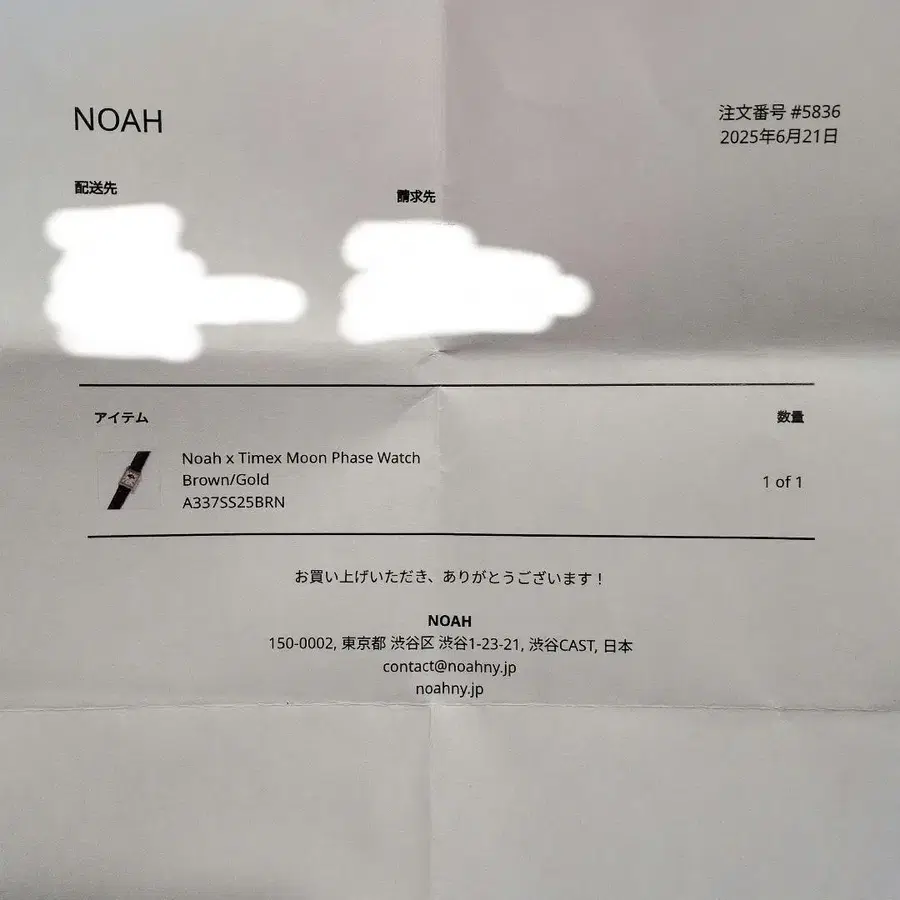 NOAH
注文番号 #5836
2025年6月21日
配送先
請求先
アイテム
数量
Noah x Timex Moon Phase Watch
Brown/Gold
A337SS25BRN
1 of 1
お買い上げいただき、ありがとうございます！
NOAH
150-0002, 東京都 渋谷区 渋谷1-23-21, 渋谷CAST, 日本
contact@noahny.jp
noahny.jp